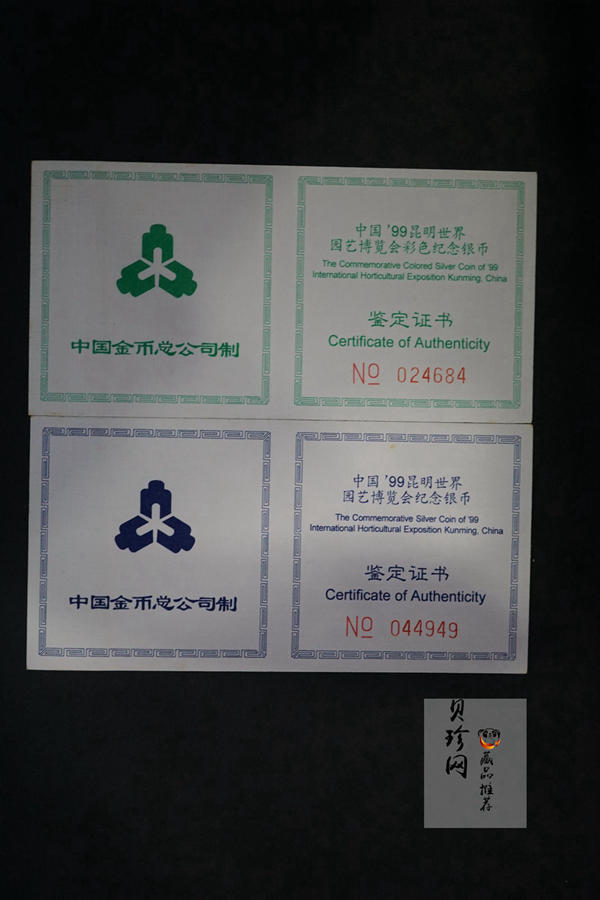 中国金币总公司制
中国'99昆明世界
园艺博览会彩色纪念银币
The Commemorative Colored Silver Coin of '99
International Horticultural Exposition Kunming, China
鉴定证书
Certificate of Authenticity
No 024684
中国金币总公司制
中国'99昆明世界
园艺博览会纪念银币
The Commemorative Silver Coin of '99
International Horticultural Exposition Kunming, China
鉴定证书
Certificate of Authenticity
No 044949
贝珍网
藏品推荐